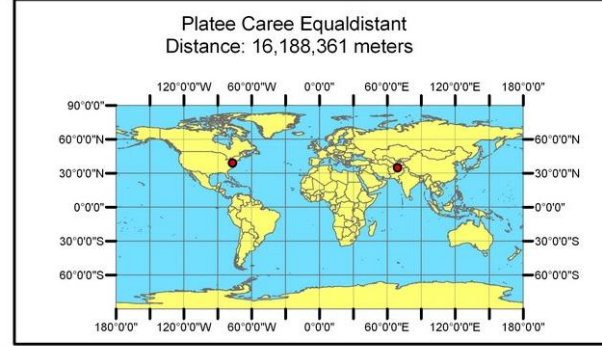 Platee Caree Equaldistant
Distance: 16,188,361 meters
120°0'0"W 60°0'0"W 0°0'0" 60°0'0"E 120°0'0"E 180°0'0"
90°0'0"N
60°0'0"N 60°0'0"N
30°0'0"N 30°0'0"N
0°0'0" 0°0'0"
30°0'0"S 30°0'0"S
60°0'0"S 60°0'0"S
180°0'0" 120°0'0"W 60°0'0"W 0°0'0" 60°0'0"E 120°0'0"E 180°0'0"